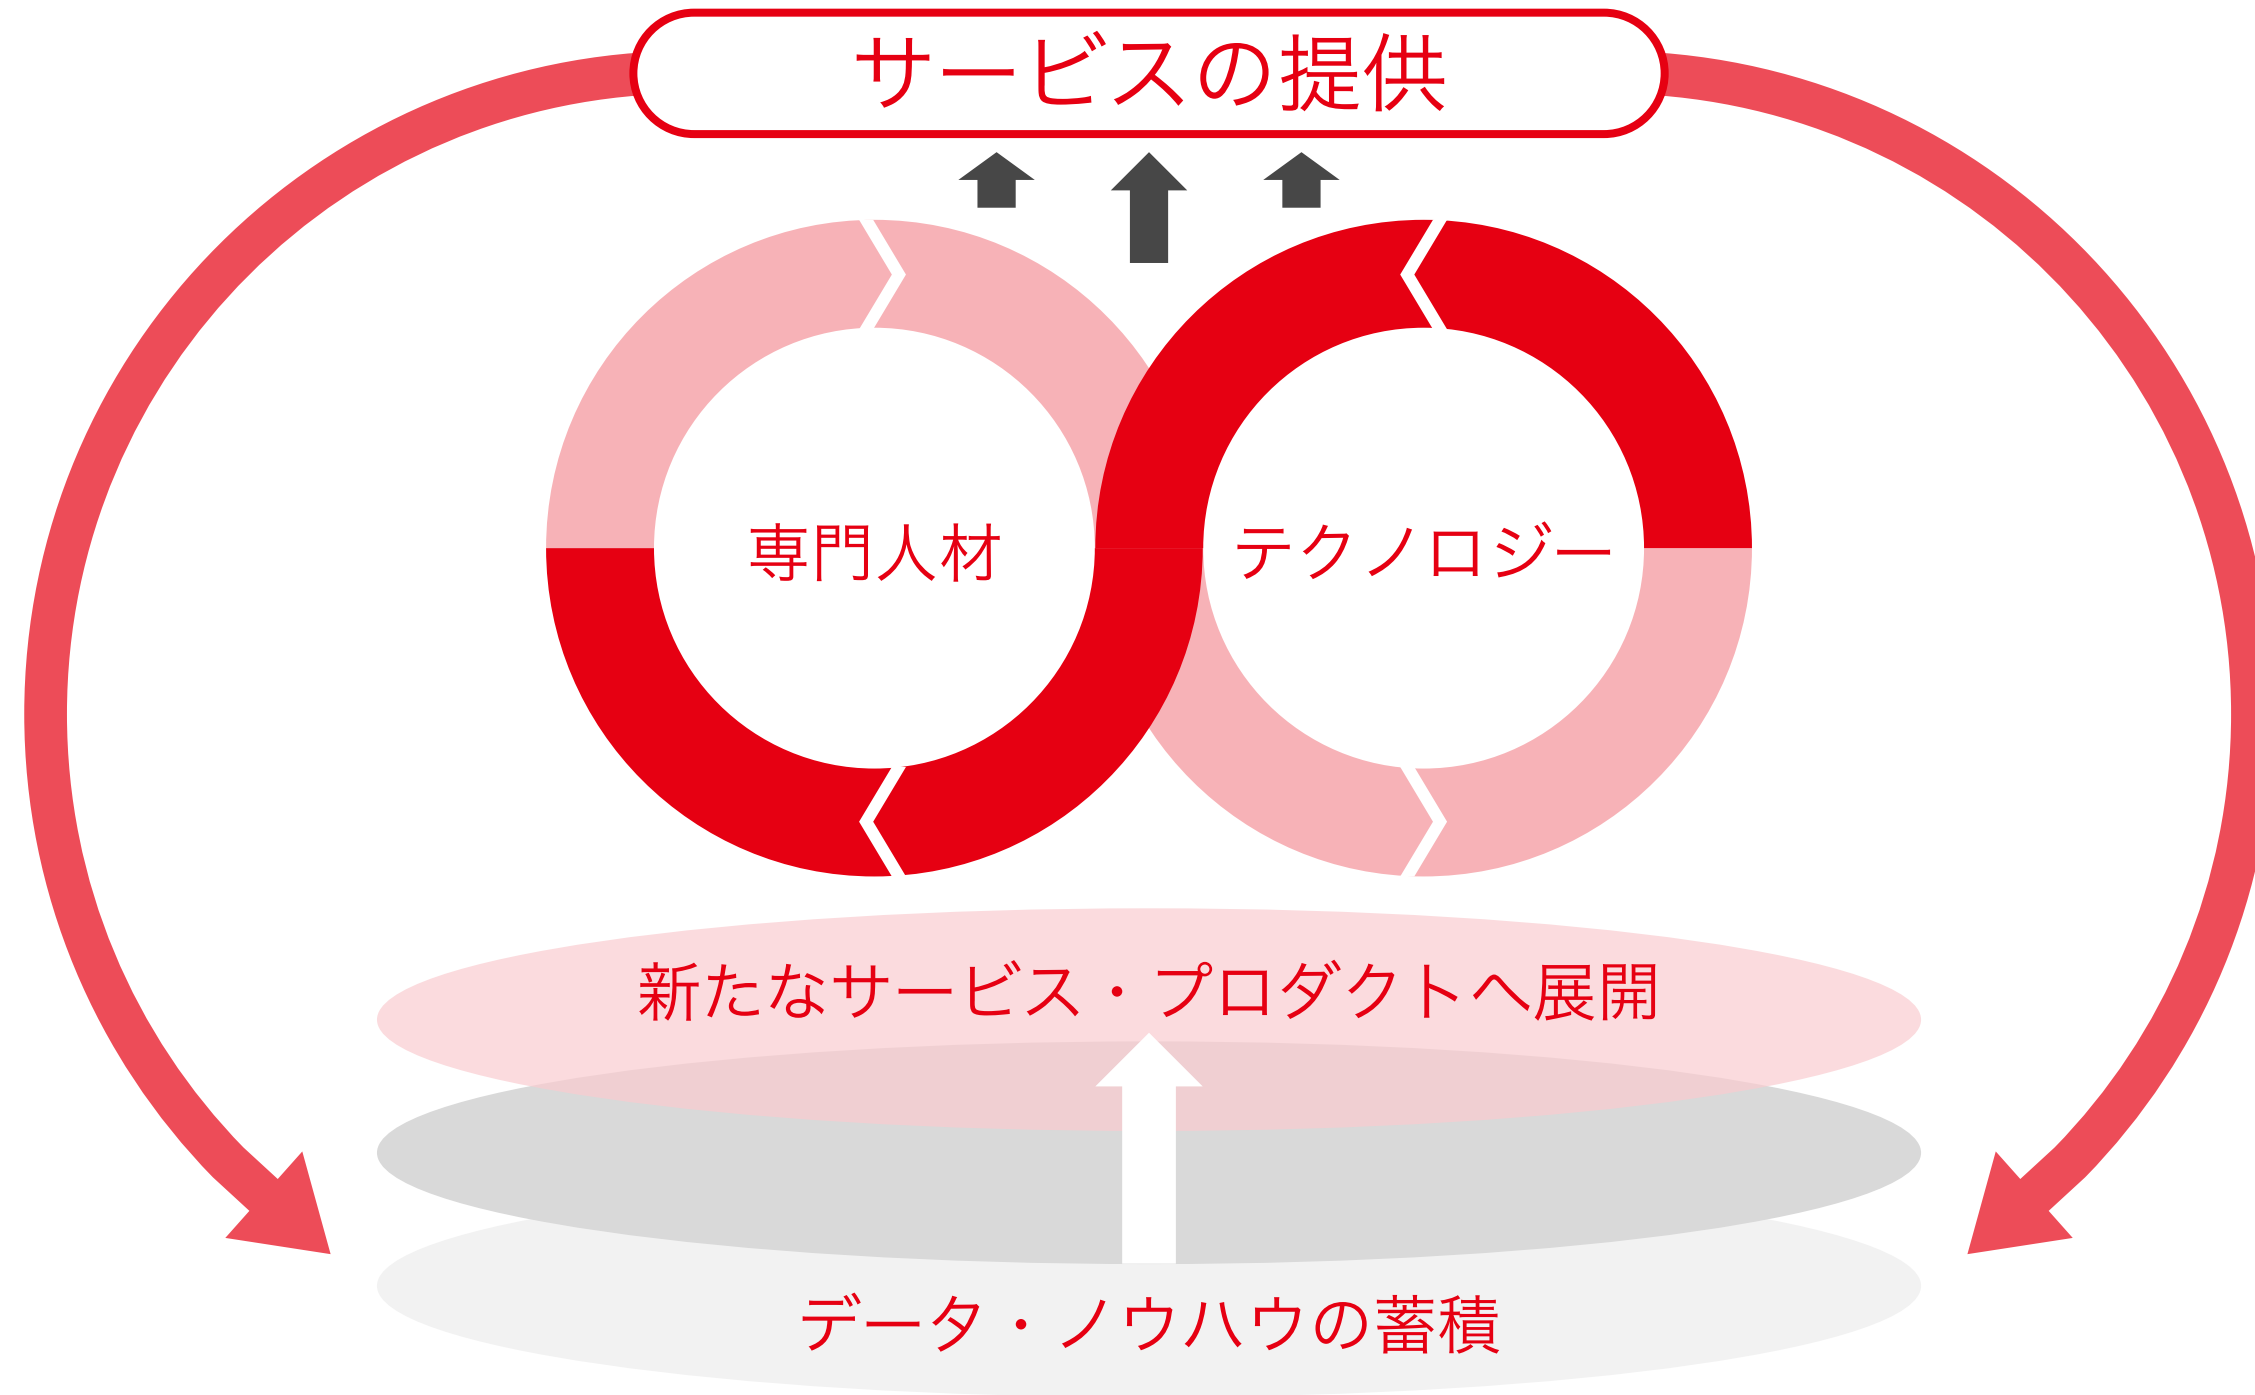 サービスの提供
専門人材
テクノロジー
新たなサービス・プロダクトへ展開
データ・ノウハウの蓄積